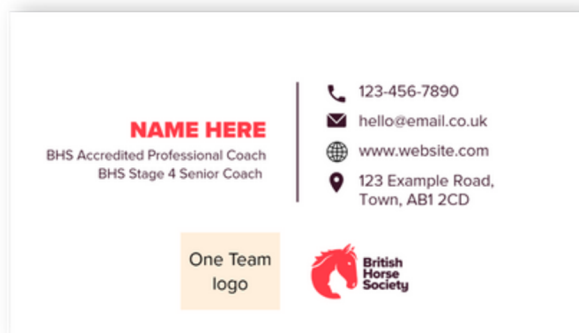 NAME HERE
BHS Accredited Professional Coach
BHS Stage 4 Senior Coach
123-456-7890
hello@email.co.uk
www.website.com
123 Example Road,
Town, AB1 2CD
One Team
logo
British
Horse
Society